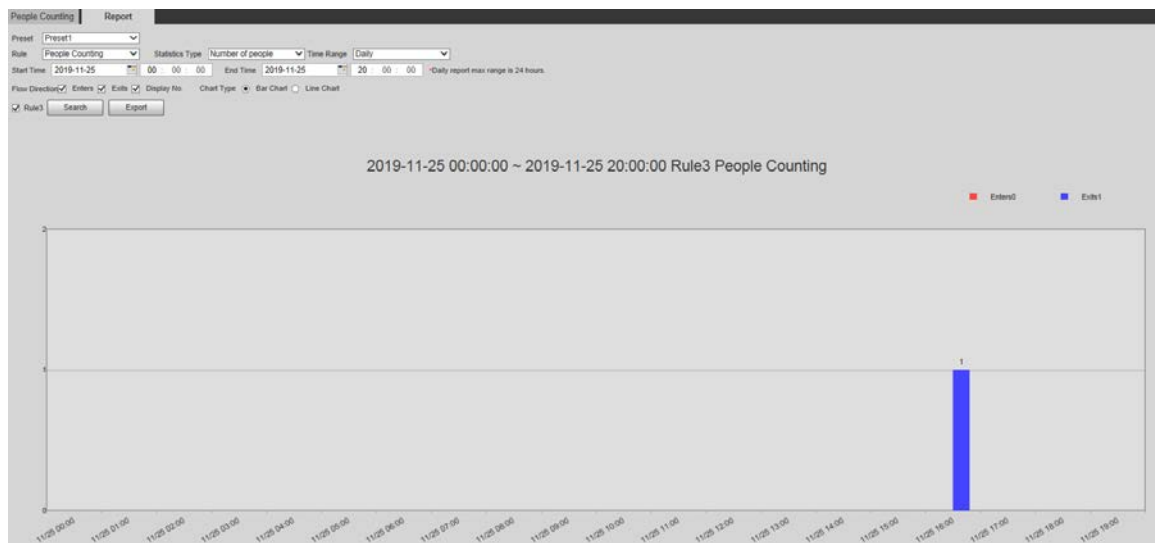 People Counting Report
Preset Preset1
Rule People Counting Statistics Type Number of people Time Range Daily
Start Time 2019-11-25 00 : 00 : 00 End Time 2019-11-25 20 : 00 : 00 *Daily report max range is 24 hours.
Flow Direction Enters Exits Display No. Chart Type Bar Chart Line Chart
Rule3 Search Export
2019-11-25 00:00:00 ~ 2019-11-25 20:00:00 Rule3 People Counting
Enters0 Exits1
2
1
1
0
11/25 00:00 11/25 01:00 11/25 02:00 11/25 03:00 11/25 04:00 11/25 05:00 11/25 06:00 11/25 07:00 11/25 08:00 11/25 09:00 11/25 10:00 11/25 11:00 11/25 12:00 11/25 13:00 11/25 14:00 11/25 15:00 11/25 16:00 11/25 17:00 11/25 18:00 11/25 19:00